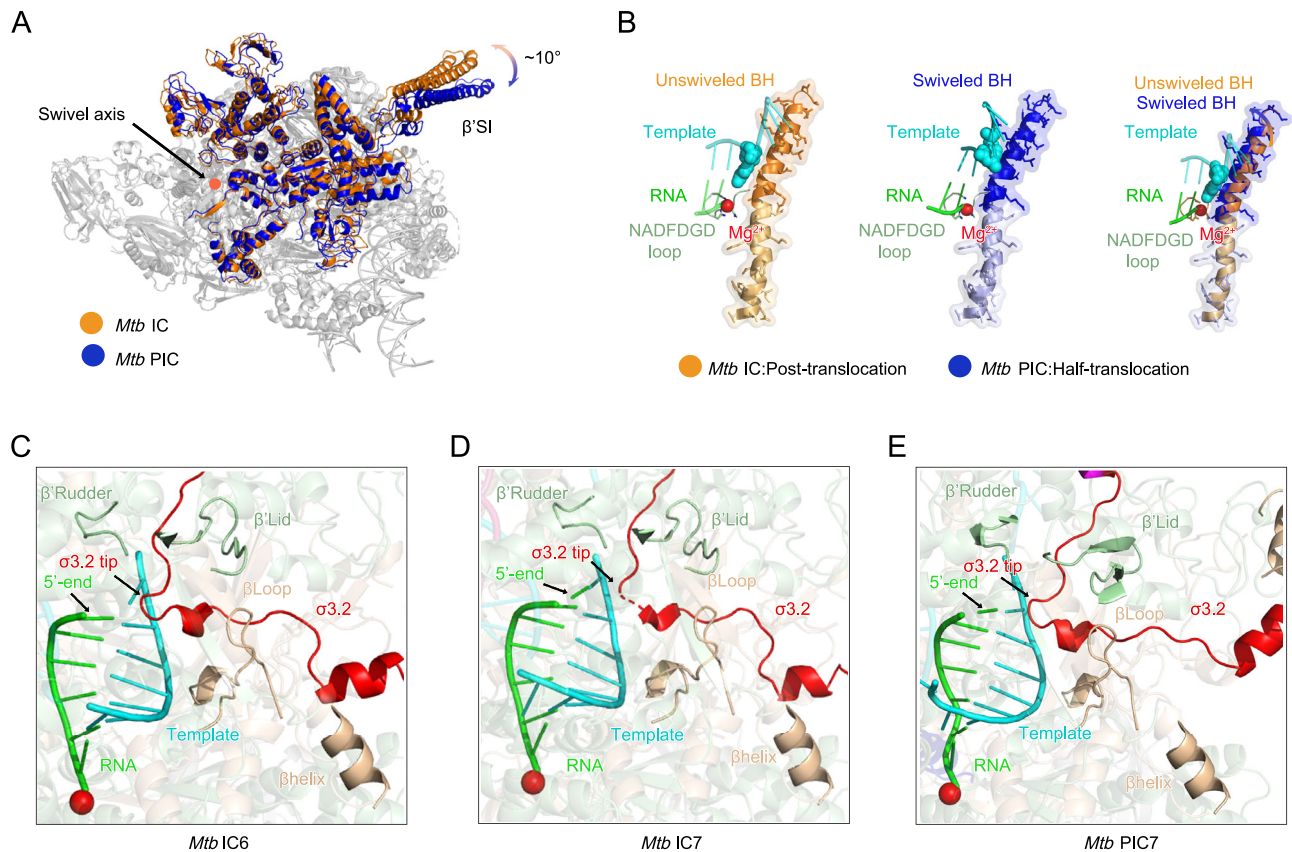 A
~10°
Swivel axis
β'SI
Mtb IC
Mtb PIC
B
Unswiveled BH
Template
RNA
NADFDGD
loop
Mg²⁺
Swiveled BH
Template
RNA
NADFDGD
loop
Mg²⁺
Unswiveled BH
Swiveled BH
Template
RNA
NADFDGD
loop
Mg²⁺
Mtb IC:Post-translocation
Mtb PIC:Half-translocation
C
β'Rudder
β'Lid
σ3.2 tip
5'-end
βLoop
σ3.2
Template
RNA
βhelix
Mtb IC6
D
β'Rudder
β'Lid
σ3.2 tip
5'-end
βLoop
σ3.2
Template
RNA
βhelix
Mtb IC7
E
β'Rudder
β'Lid
σ3.2 tip
5'-end
βLoop
σ3.2
Template
RNA
βhelix
Mtb PIC7